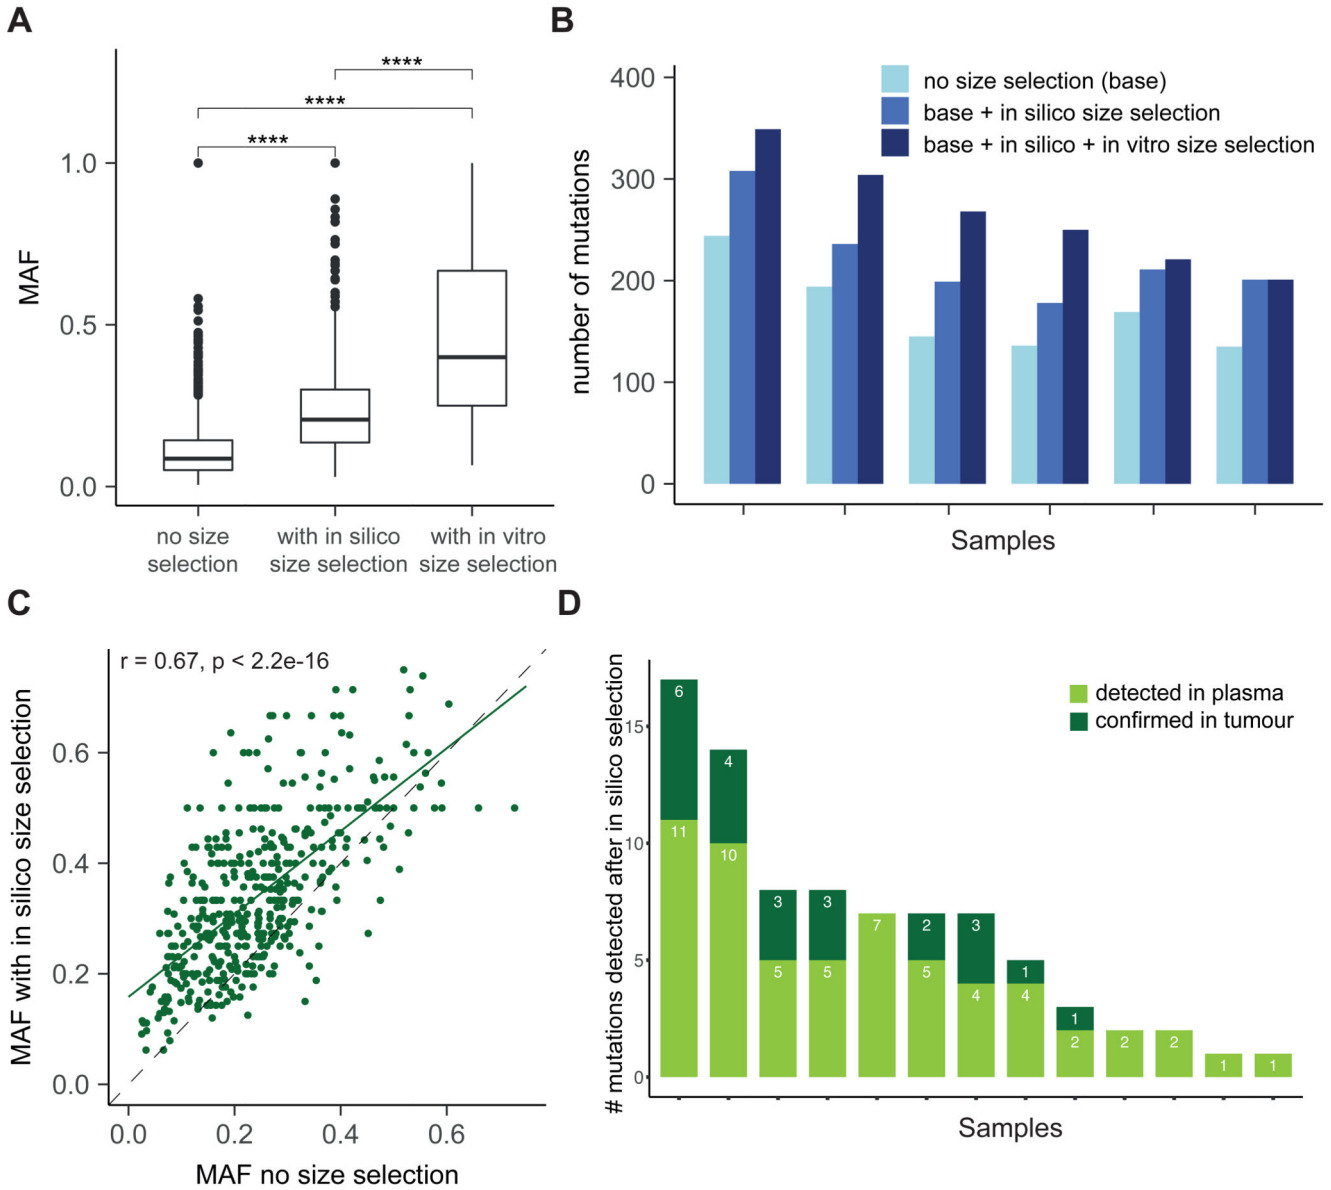 A
****
****
****
1.0
0.5
0.0
MAF
no size
selection
with in silico
size selection
with in vitro
size selection
B
400
300
200
100
0
number of mutations
no size selection (base)
base + in silico size selection
base + in silico + in vitro size selection
Samples
C
r = 0.67, p < 2.2e-16
0.6
0.4
0.2
0.0
MAF with in silico size selection
0.0
0.2
0.4
0.6
MAF no size selection
D
# mutations detected after in silico selection
15
10
5
0
detected in plasma
confirmed in tumour
6
11
4
10
3
5
3
5
7
2
5
3
4
1
4
1
2
2
2
1
1
Samples